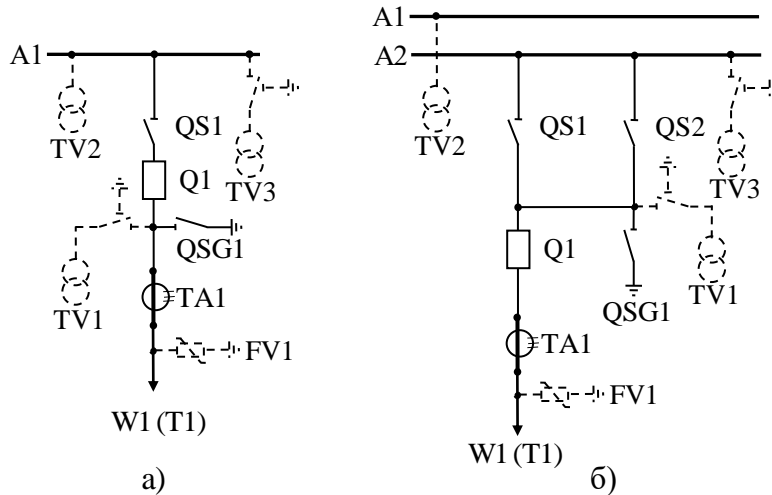 A1
TV2
QS1
Q1
TV3
QSG1
TV1
TA1
FV1
W1 (T1)
а)
A1
A2
TV2
QS1
QS2
TV3
Q1
QSG1
TV1
TA1
FV1
W1 (T1)
б)